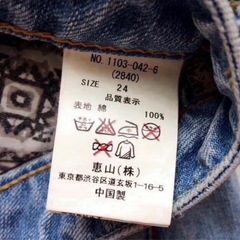 NO. 1103-042-6
(2840)
SIZE 24
品質表示
表地 綿 100%
恵山(株)
東京都渋谷区道玄坂1-16-5
中国製